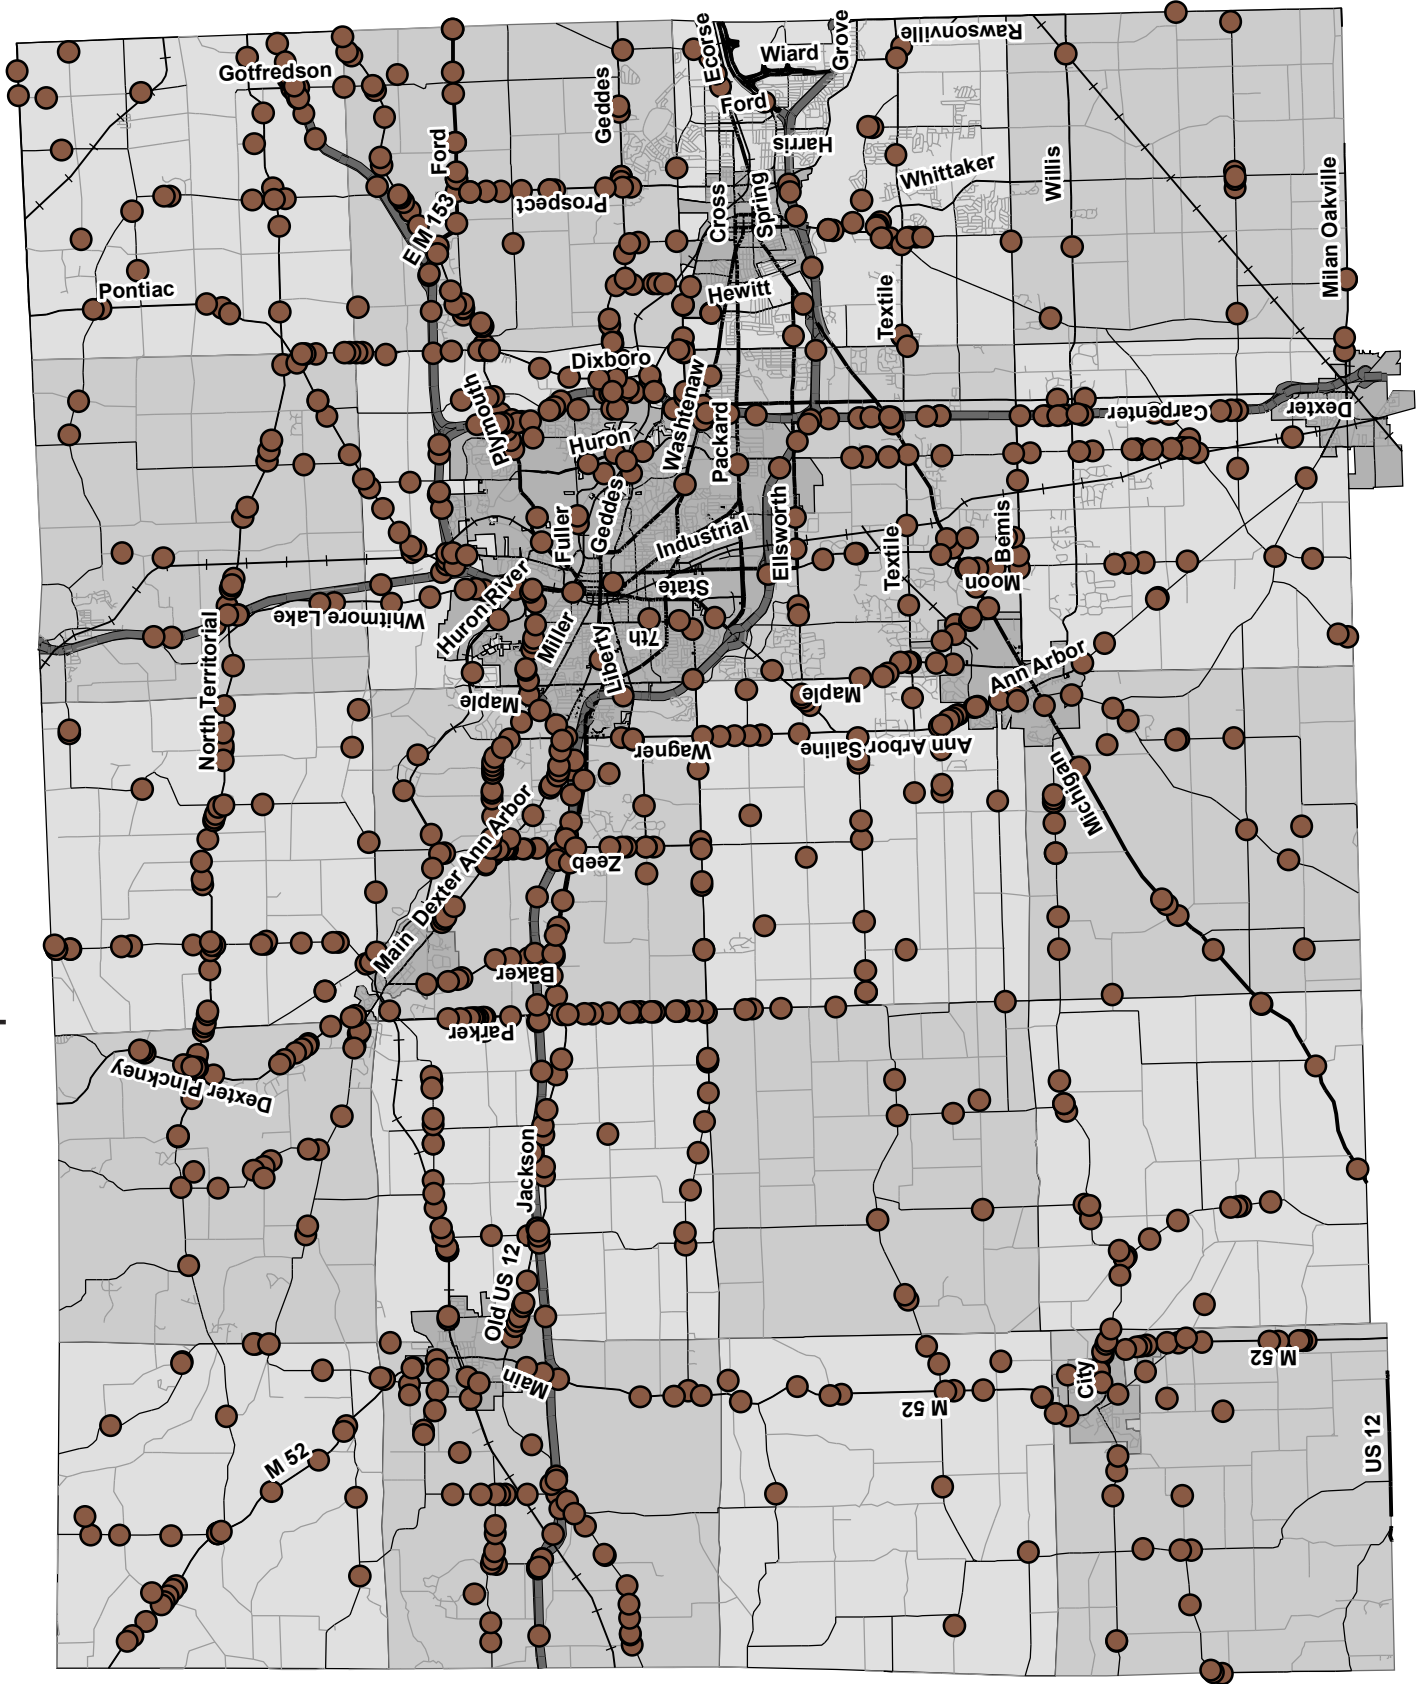 Grove
Ecorse
Rawsonville
Wiard
Gotfredson
Geddes
Ford
Harris
Ford
Willis
Whittaker
Milan Oakville
Prospect
Cross
Spring
E M 153
Pontiac
Hewitt
Textile
Dixboro
Plymouth
Washtenaw
Carpenter
Dexter
Huron
Packard
Geddes
Fuller
Industrial
Ellsworth
Textile
Bemis
Moon
State
Huron River
Whitmore Lake
Miller
7th
Liberty
North Territorial
Maple
Maple
Ann Arbor
Wagner
Ann Arbor Saline
Michigan
Dexter Ann Arbor
Zeeb
Main
Baker
Parker
Dexter Pinckney
Jackson
Old US 12
Main
M 52
City
M 52
M 52
US 12